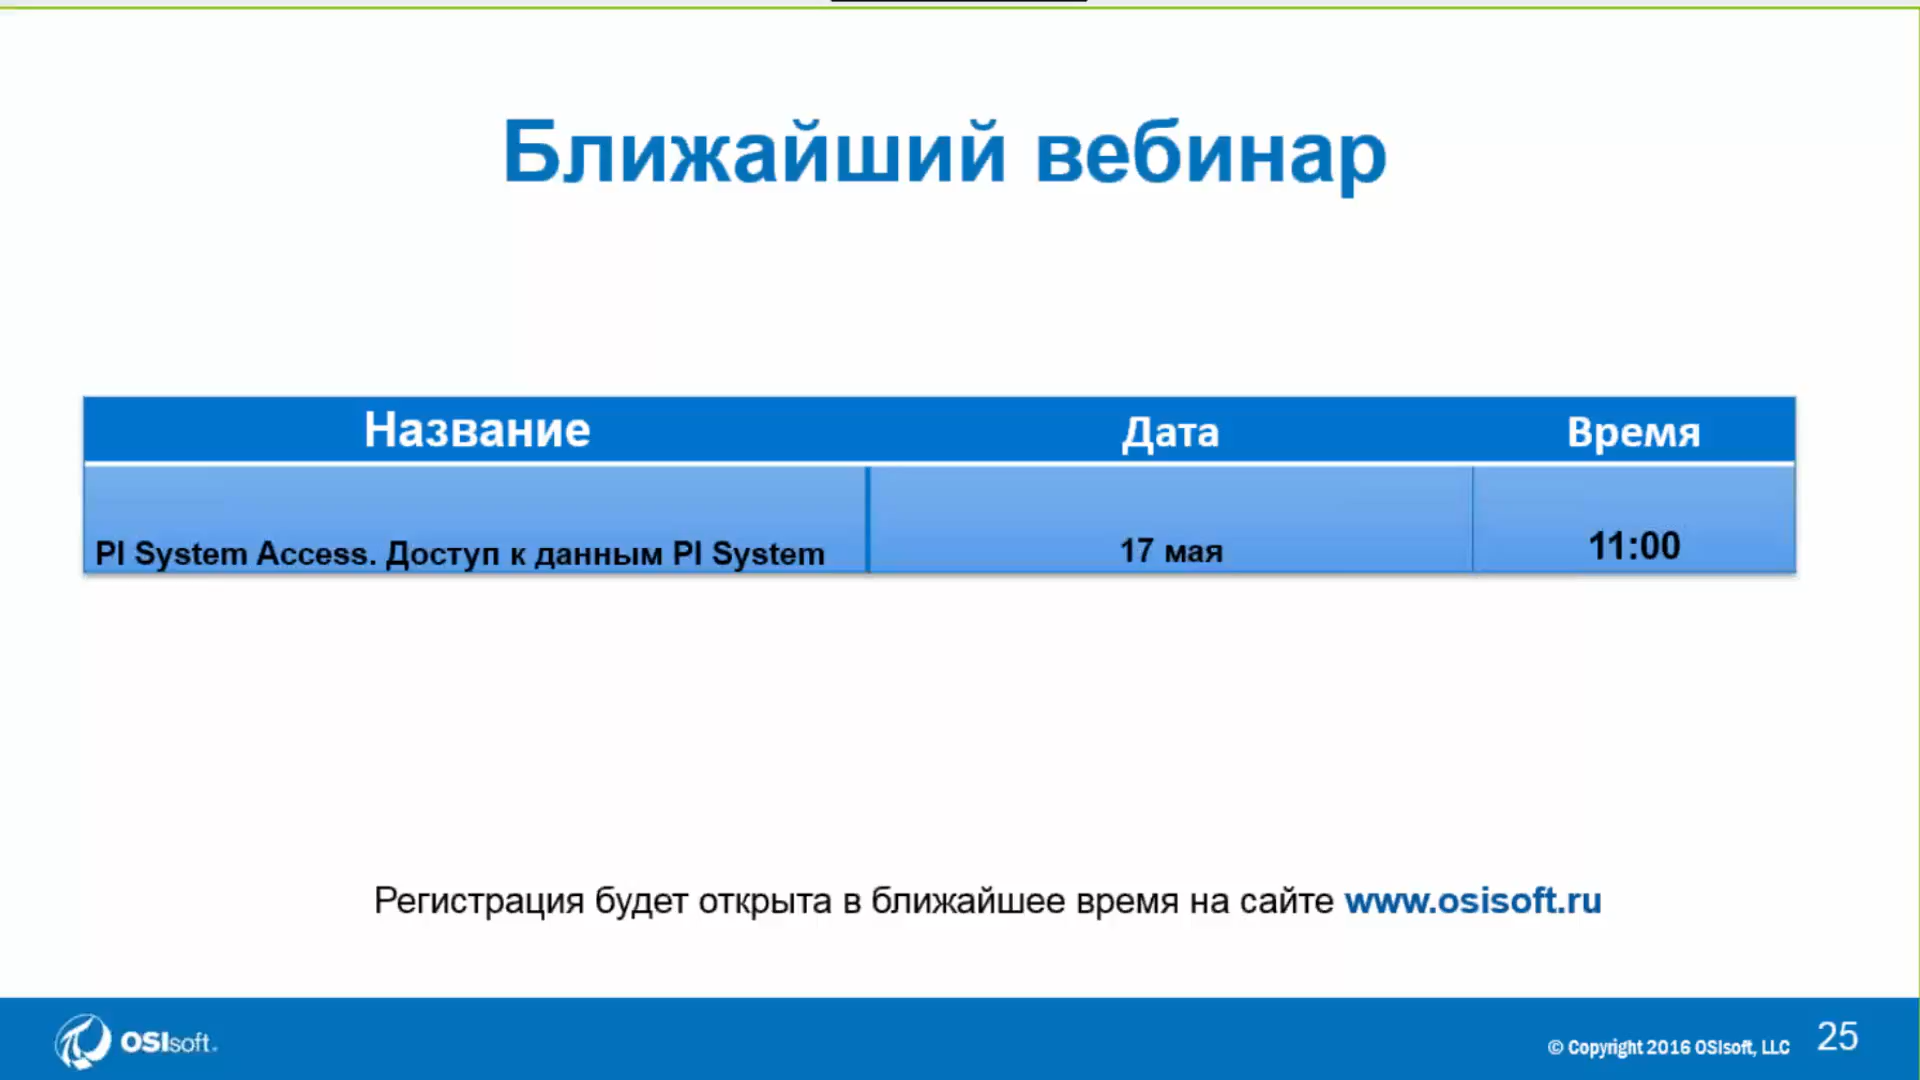 Ближайший вебинар
Название Дата Время
PI System Access. Доступ к данным PI System 17 мая 11:00
Регистрация будет открыта в ближайшее время на сайте www.osisoft.ru
OSIsoft. © Copyright 2016 OSIsoft, LLC 25